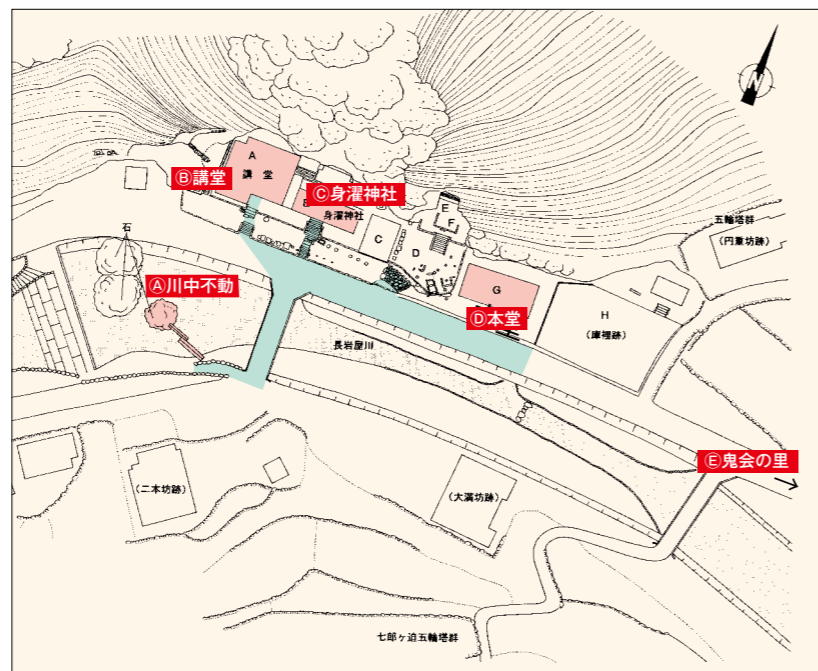 N
A
講堂
Ⓑ講堂
Ⓒ身濯神社
B
身濯神社
C
E
F
D
五輪塔群
(円重坊跡)
石
Ⓐ川中不動
G
Ⓓ本堂
H
(庫裡跡)
長岩屋川
Ⓔ鬼会の里
(二本坊跡)
(大満坊跡)
七郎ヶ迫五輪塔群